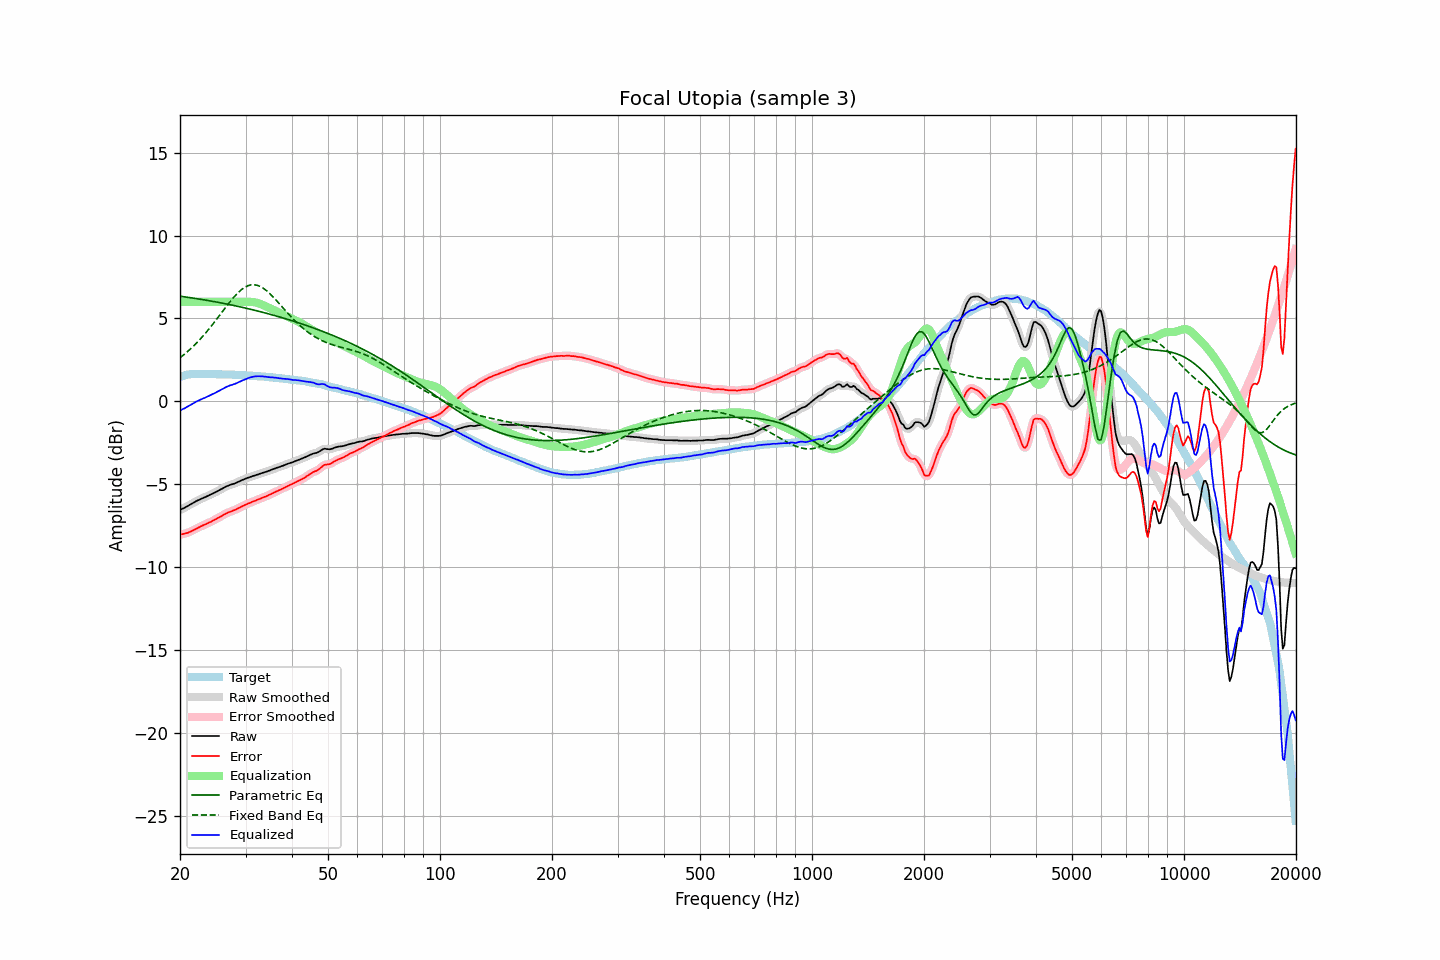 Focal Utopia (sample 3)
Amplitude (dBr)
15
10
5
0
−5
−10
−15
−20
−25
Target
Raw Smoothed
Error Smoothed
Raw
Error
Equalization
Parametric Eq
Fixed Band Eq
Equalized
20 50 100 200 500 1000 2000 5000 10000 20000
Frequency (Hz)